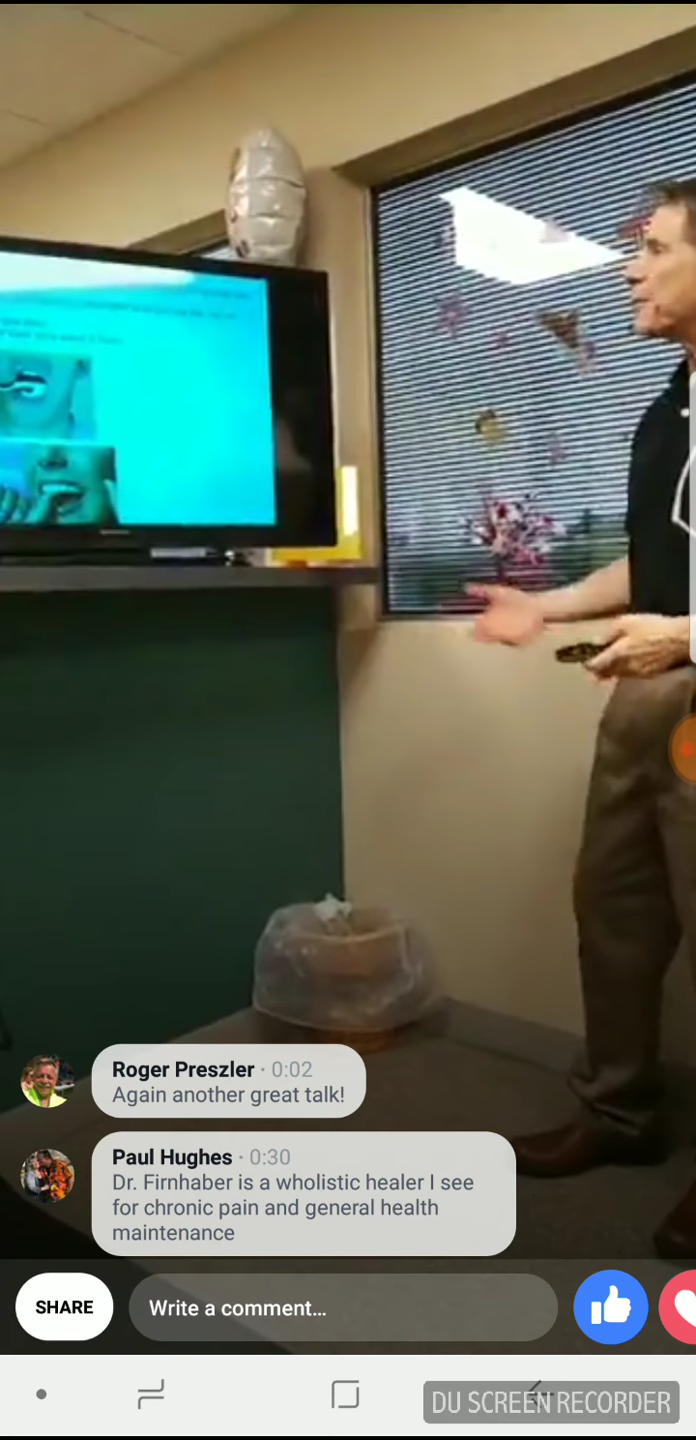 Roger Preszler · 0:02
Again another great talk!
Paul Hughes · 0:30
Dr. Firnhaber is a wholistic healer I see
for chronic pain and general health
maintenance
SHARE
Write a comment...
DU SCREEN RECORDER